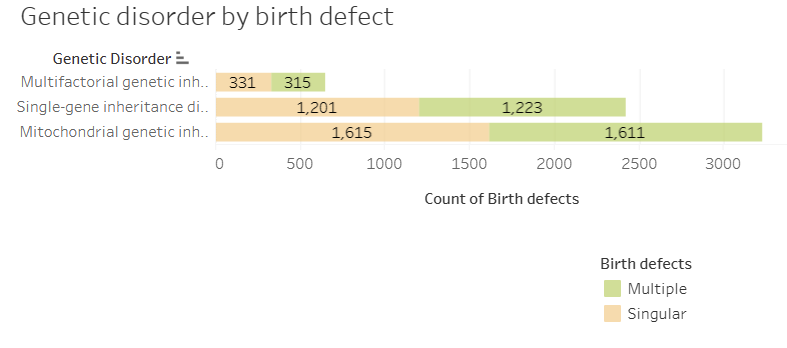 Genetic disorder by birth defect
Genetic Disorder
Multifactorial genetic inh.. 331 315
Single-gene inheritance di.. 1,201 1,223
Mitochondrial genetic inh.. 1,615 1,611
0 500 1000 1500 2000 2500 3000
Count of Birth defects
Birth defects
Multiple
Singular